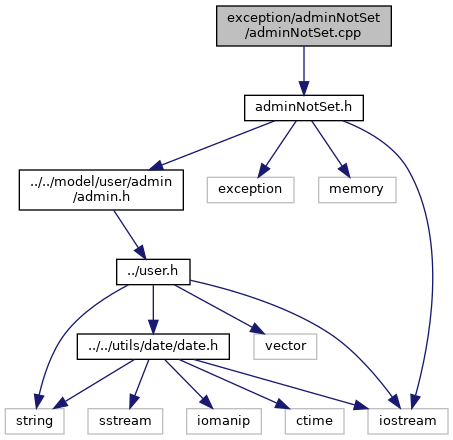 exception/adminNotSet
/adminNotSet.cpp
adminNotSet.h
../../model/user/admin
/admin.h
exception
memory
../user.h
../../utils/date/date.h
vector
string
sstream
iomanip
ctime
iostream